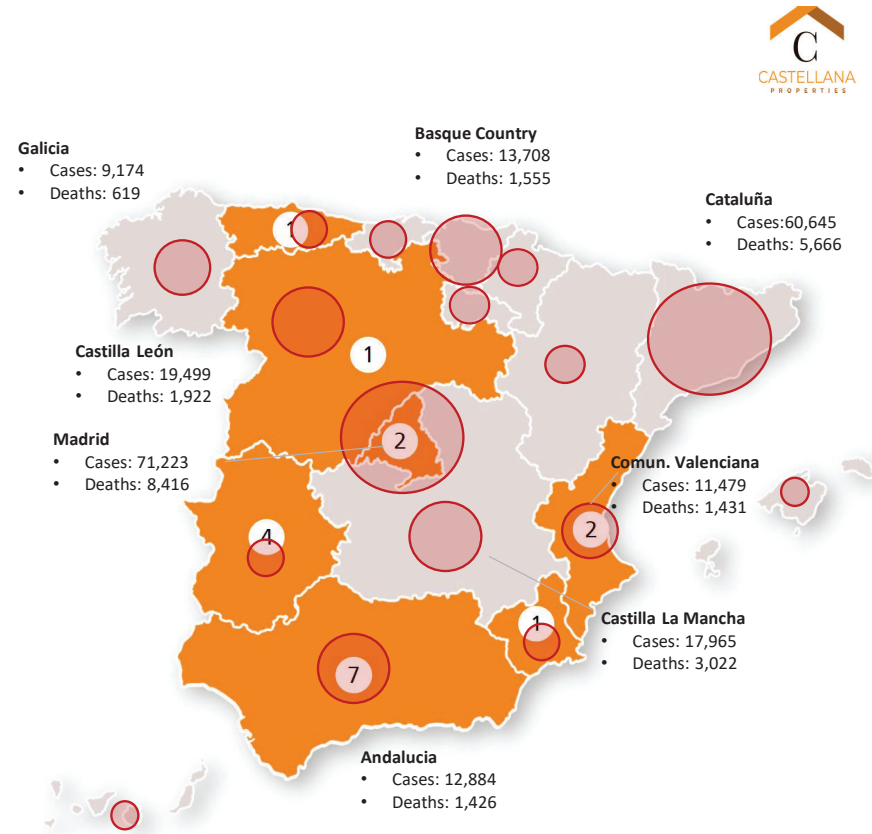 C
CASTELLANA
PROPERTIES
Galicia
• Cases: 9,174
• Deaths: 619
Basque Country
• Cases: 13,708
• Deaths: 1,555
Cataluña
• Cases:60,645
• Deaths: 5,666
1
Castilla León
• Cases: 19,499
• Deaths: 1,922
1
Madrid
• Cases: 71,223
• Deaths: 8,416
2
Comun. Valenciana
• Cases: 11,479
• Deaths: 1,431
4
2
Castilla La Mancha
• Cases: 17,965
• Deaths: 3,022
1
7
Andalucia
• Cases: 12,884
• Deaths: 1,426